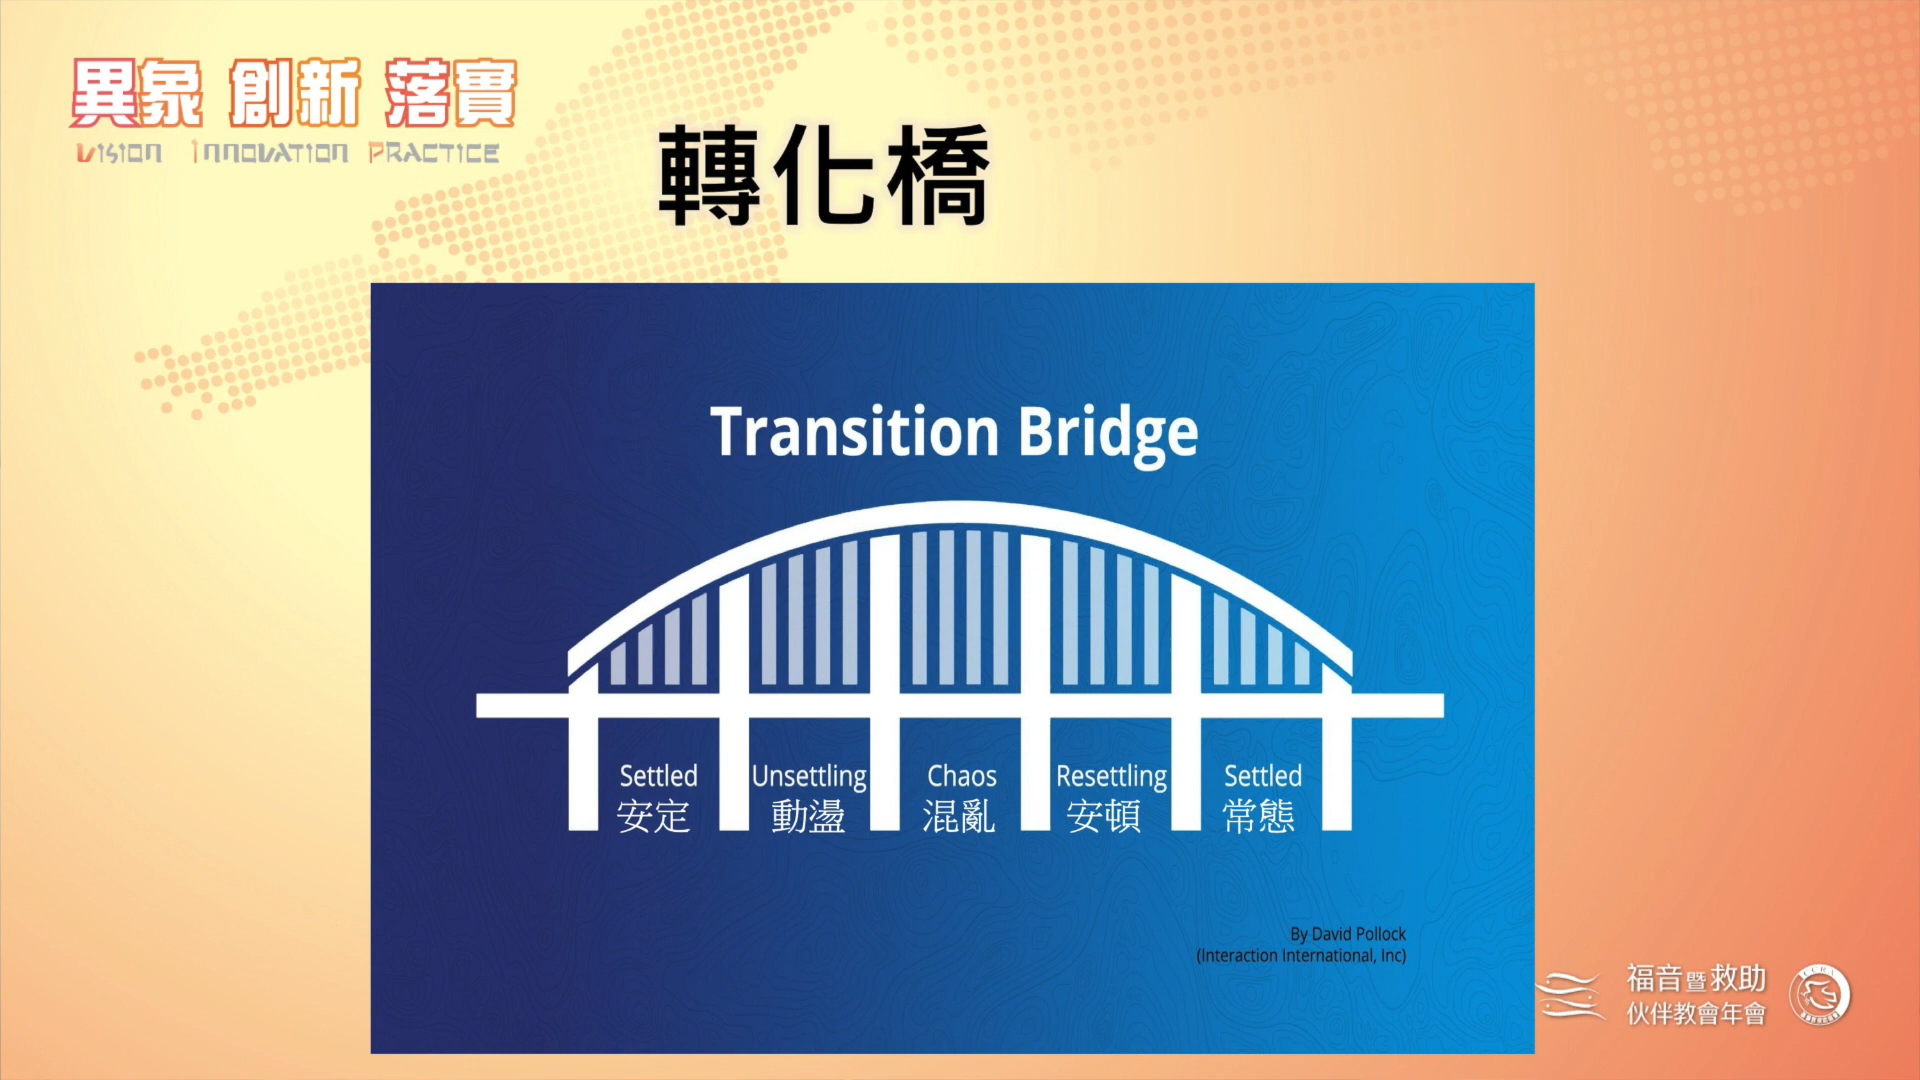 異象 創新 落實
VISION INNOVATION PRACTICE
轉化橋
Transition Bridge
Settled Unsettling Chaos Resettling Settled
安定 動盪 混亂 安頓 常態
By David Pollock
(Interaction International, Inc)
福音暨救助
伙伴教會年會